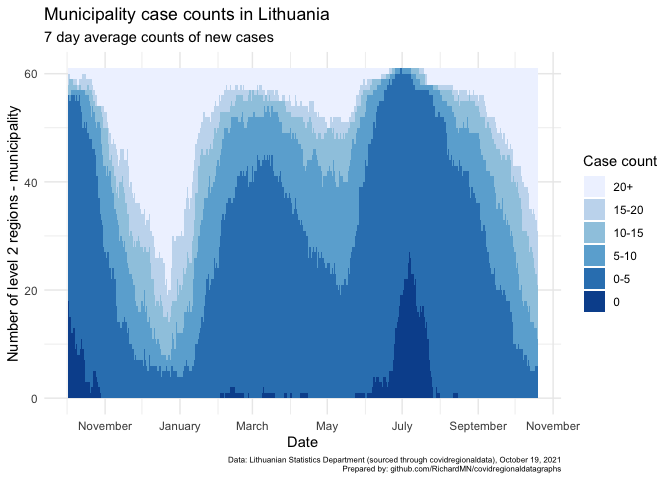 Municipality case counts in Lithuania
7 day average counts of new cases
Number of level 2 regions - municipality
60
40
20
0
November
January
March
May
July
September
November
Date
Case count
20+
15-20
10-15
5-10
0-5
0
Data: Lithuanian Statistics Department (sourced through covidregionaldata), October 19, 2021
Prepared by: github.com/RichardMN/covidregionaldatagraphs